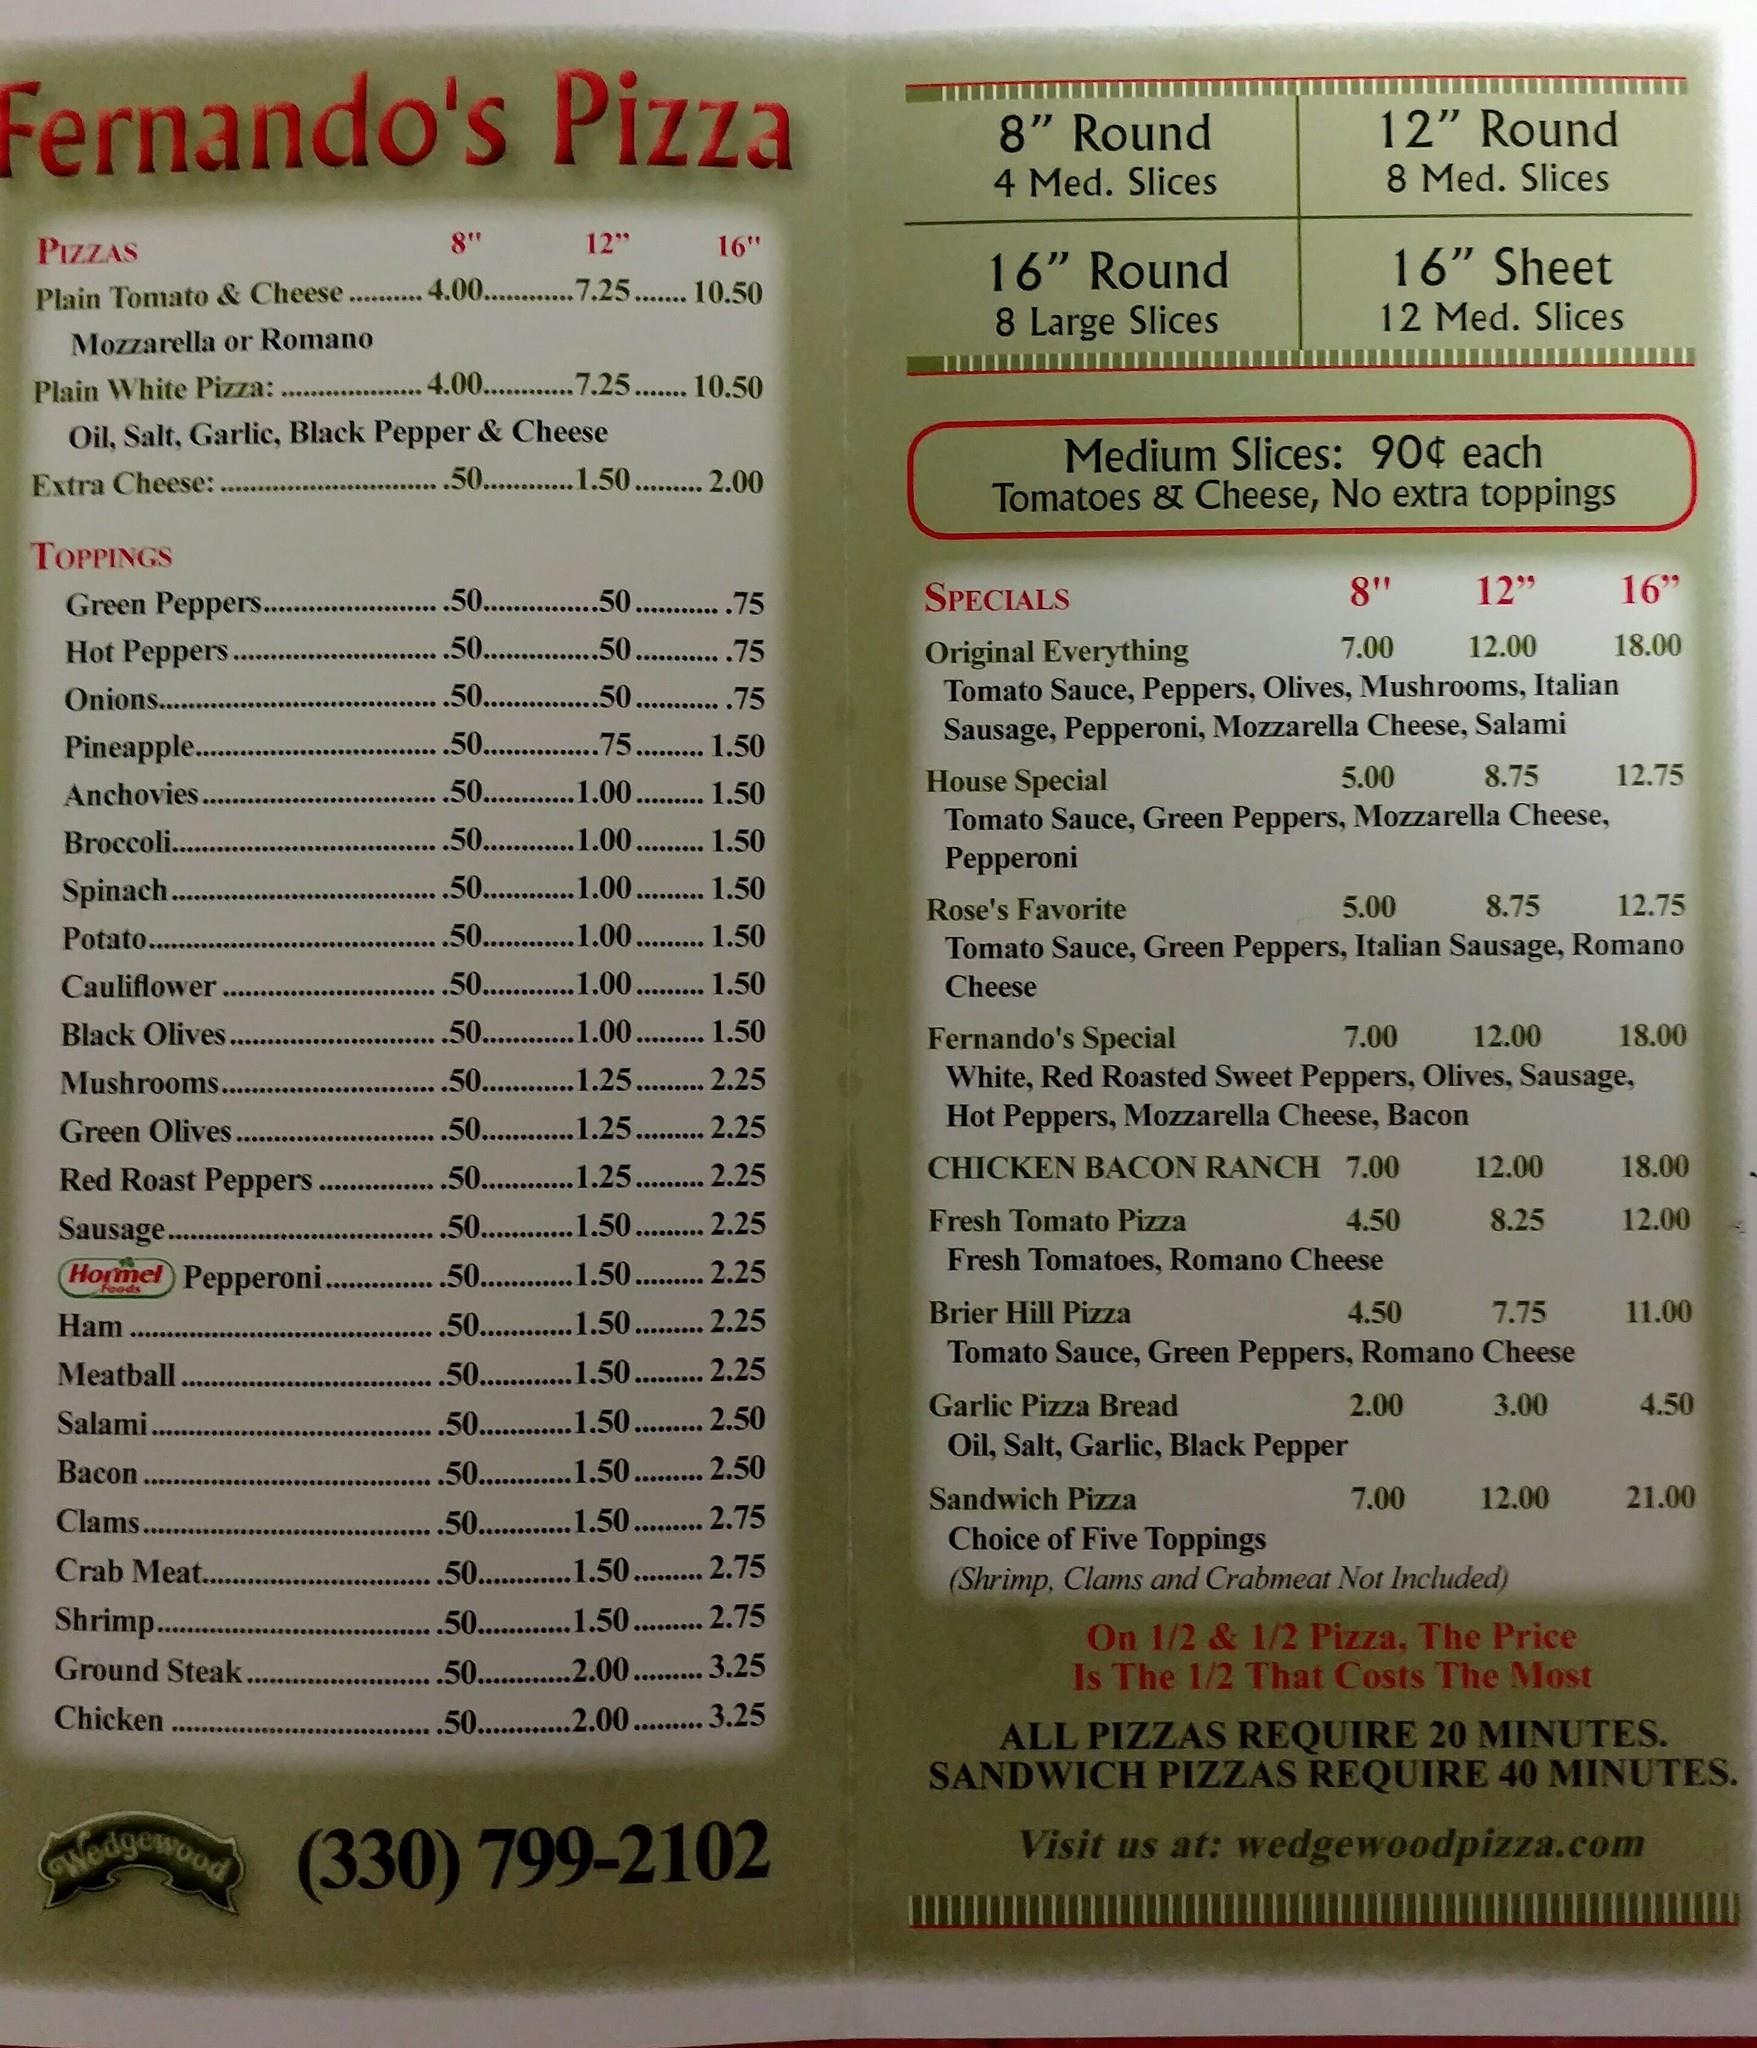 Fernando's Pizza
PIZZAS 8" 12” 16"
Plain Tomato & Cheese .......... 4.00............7.25....... 10.50
Mozzarella or Romano
Plain White Pizza: ................... 4.00............7.25....... 10.50
Oil, Salt, Garlic, Black Pepper & Cheese
Extra Cheese: ............................. .50............1.50......... 2.00
TOPPINGS
Green Peppers....................... .50...............50........... .75
Hot Peppers........................... .50...............50........... .75
Onions..................................... .50...............50........... .75
Pineapple................................ .50...............75......... 1.50
Anchovies............................... .50............1.00......... 1.50
Broccoli................................... .50............1.00......... 1.50
Spinach................................... .50............1.00......... 1.50
Potato...................................... .50............1.00......... 1.50
Cauliflower............................ .50............1.00......... 1.50
Black Olives........................... .50............1.00......... 1.50
Mushrooms............................ .50............1.25......... 2.25
Green Olives.......................... .50............1.25......... 2.25
Red Roast Peppers ............... .50............1.25......... 2.25
Sausage................................... .50............1.50......... 2.25
Hormel Foods Pepperoni.............. .50............1.50......... 2.25
Ham ........................................ .50............1.50......... 2.25
Meatball ................................. .50............1.50......... 2.25
Salami..................................... .50............1.50......... 2.50
Bacon ...................................... .50............1.50......... 2.50
Clams...................................... .50............1.50......... 2.75
Crab Meat.............................. .50............1.50......... 2.75
Shrimp.................................... .50............1.50......... 2.75
Ground Steak........................ .50............2.00......... 3.25
Chicken .................................. .50............2.00......... 3.25
Wedgewood (330) 799-2102
8” Round 12” Round
4 Med. Slices 8 Med. Slices
16” Round 16” Sheet
8 Large Slices 12 Med. Slices
Medium Slices: 90¢ each
Tomatoes & Cheese, No extra toppings
SPECIALS 8" 12” 16”
Original Everything 7.00 12.00 18.00
Tomato Sauce, Peppers, Olives, Mushrooms, Italian
Sausage, Pepperoni, Mozzarella Cheese, Salami
House Special 5.00 8.75 12.75
Tomato Sauce, Green Peppers, Mozzarella Cheese,
Pepperoni
Rose's Favorite 5.00 8.75 12.75
Tomato Sauce, Green Peppers, Italian Sausage, Romano
Cheese
Fernando's Special 7.00 12.00 18.00
White, Red Roasted Sweet Peppers, Olives, Sausage,
Hot Peppers, Mozzarella Cheese, Bacon
CHICKEN BACON RANCH 7.00 12.00 18.00
Fresh Tomato Pizza 4.50 8.25 12.00
Fresh Tomatoes, Romano Cheese
Brier Hill Pizza 4.50 7.75 11.00
Tomato Sauce, Green Peppers, Romano Cheese
Garlic Pizza Bread 2.00 3.00 4.50
Oil, Salt, Garlic, Black Pepper
Sandwich Pizza 7.00 12.00 21.00
Choice of Five Toppings
(Shrimp, Clams and Crabmeat Not Included)
On 1/2 & 1/2 Pizza, The Price
Is The 1/2 That Costs The Most
ALL PIZZAS REQUIRE 20 MINUTES.
SANDWICH PIZZAS REQUIRE 40 MINUTES.
Visit us at: wedgewoodpizza.com